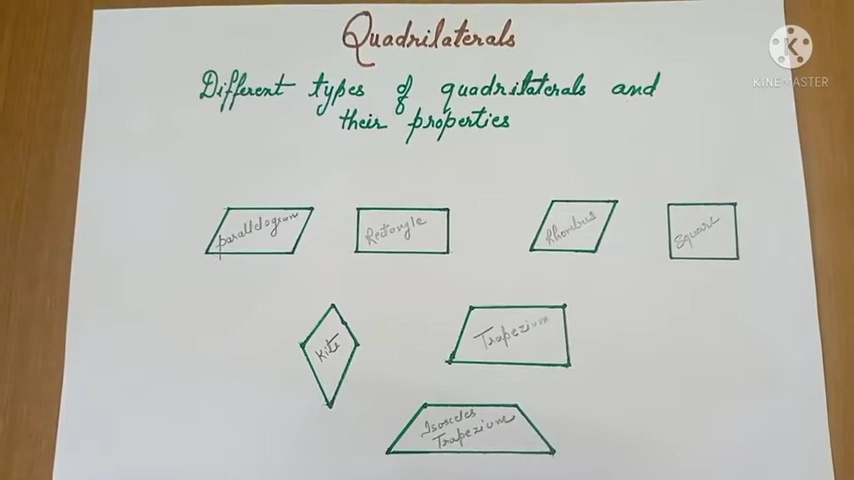 Quadrilaterals
Different types of quadrilaterals and
their properties
K
KINEMASTER
parallelogram
Rectangle
Rhombus
Square
Kite
Trapezium
Isosceles
Trapezium